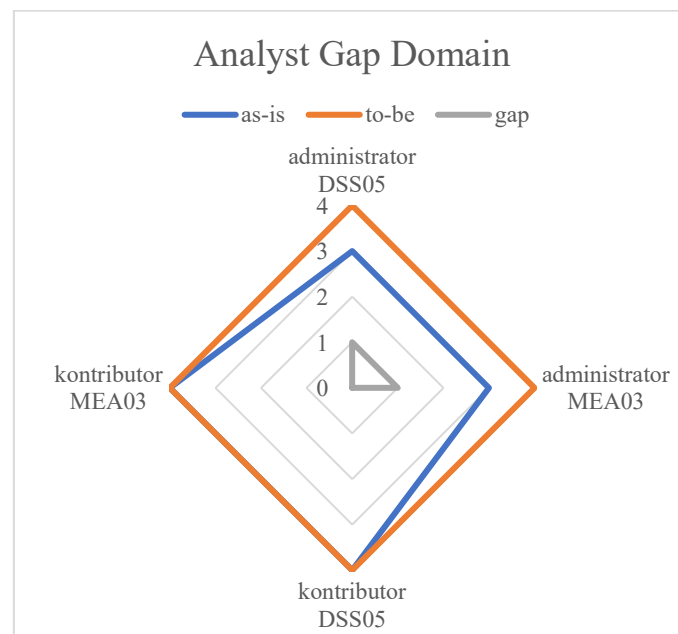 Analyst Gap Domain
as-is to-be gap
administrator
DSS05
4
3
2
1
0
administrator
MEA03
kontributor
DSS05
kontributor
MEA03